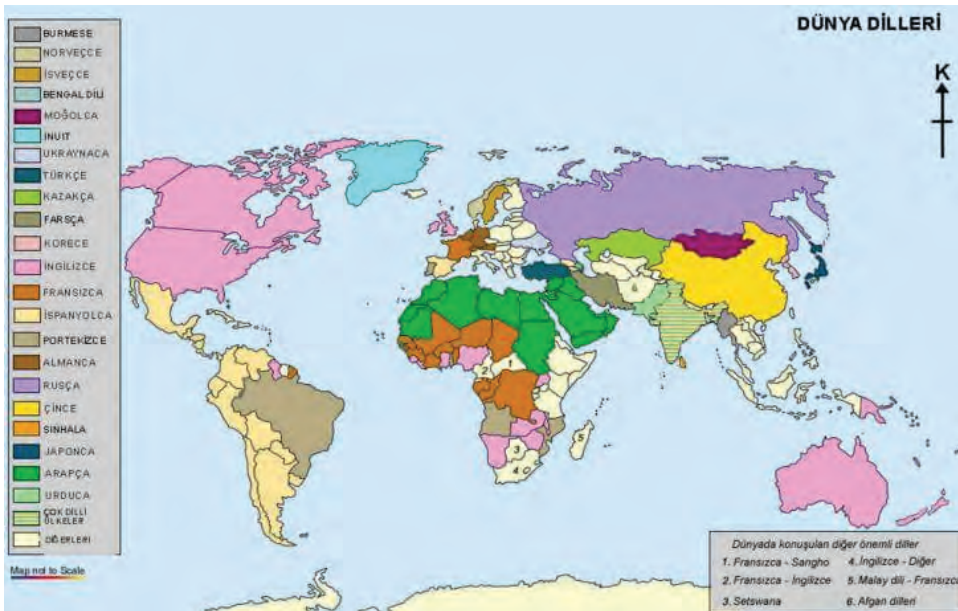 DÜNYA DİLLERİ
K
BURMESE
NORVEÇCE
İSVEÇCE
BENGAL DİLİ
MOĞOLCA
INUIT
UKRAYNACA
TÜRKÇE
KAZAKÇA
FARSÇA
KORECE
İNGİLİZCE
FRANSIZCA
İSPANYOLCA
PORTEKİZCE
ALMANCA
RUSÇA
ÇİNCE
SINHALA
JAPONCA
ARAPÇA
URDUCA
ÇOK DİLLİ
ÜLKELER
DİĞERLERİ
Map not to Scale
6
1
2
3
4
5
Dünyada konuşulan diğer önemli diller
1. Fransızca - Sangho 4. İngilizce - Diğer
2. Fransızca - İngilizce 5. Malay dili - Fransızca
3. Setswana 6. Afgan dilleri